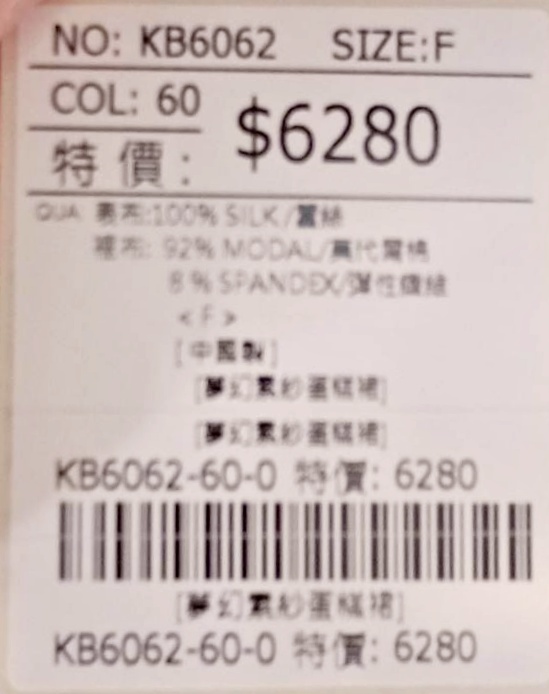 NO: KB6062 SIZE:F
COL: 60
$6280
特價:
QUA 表布:100% SILK/蠶絲
裡布: 92% MODAL/莫代爾棉
8% SPANDEX/彈性纖維
<F>
[中國製]
[夢幻素紗蛋糕裙]
[夢幻素紗蛋糕裙]
KB6062-60-0 特價: 6280
[夢幻素紗蛋糕裙]
KB6062-60-0 特價: 6280